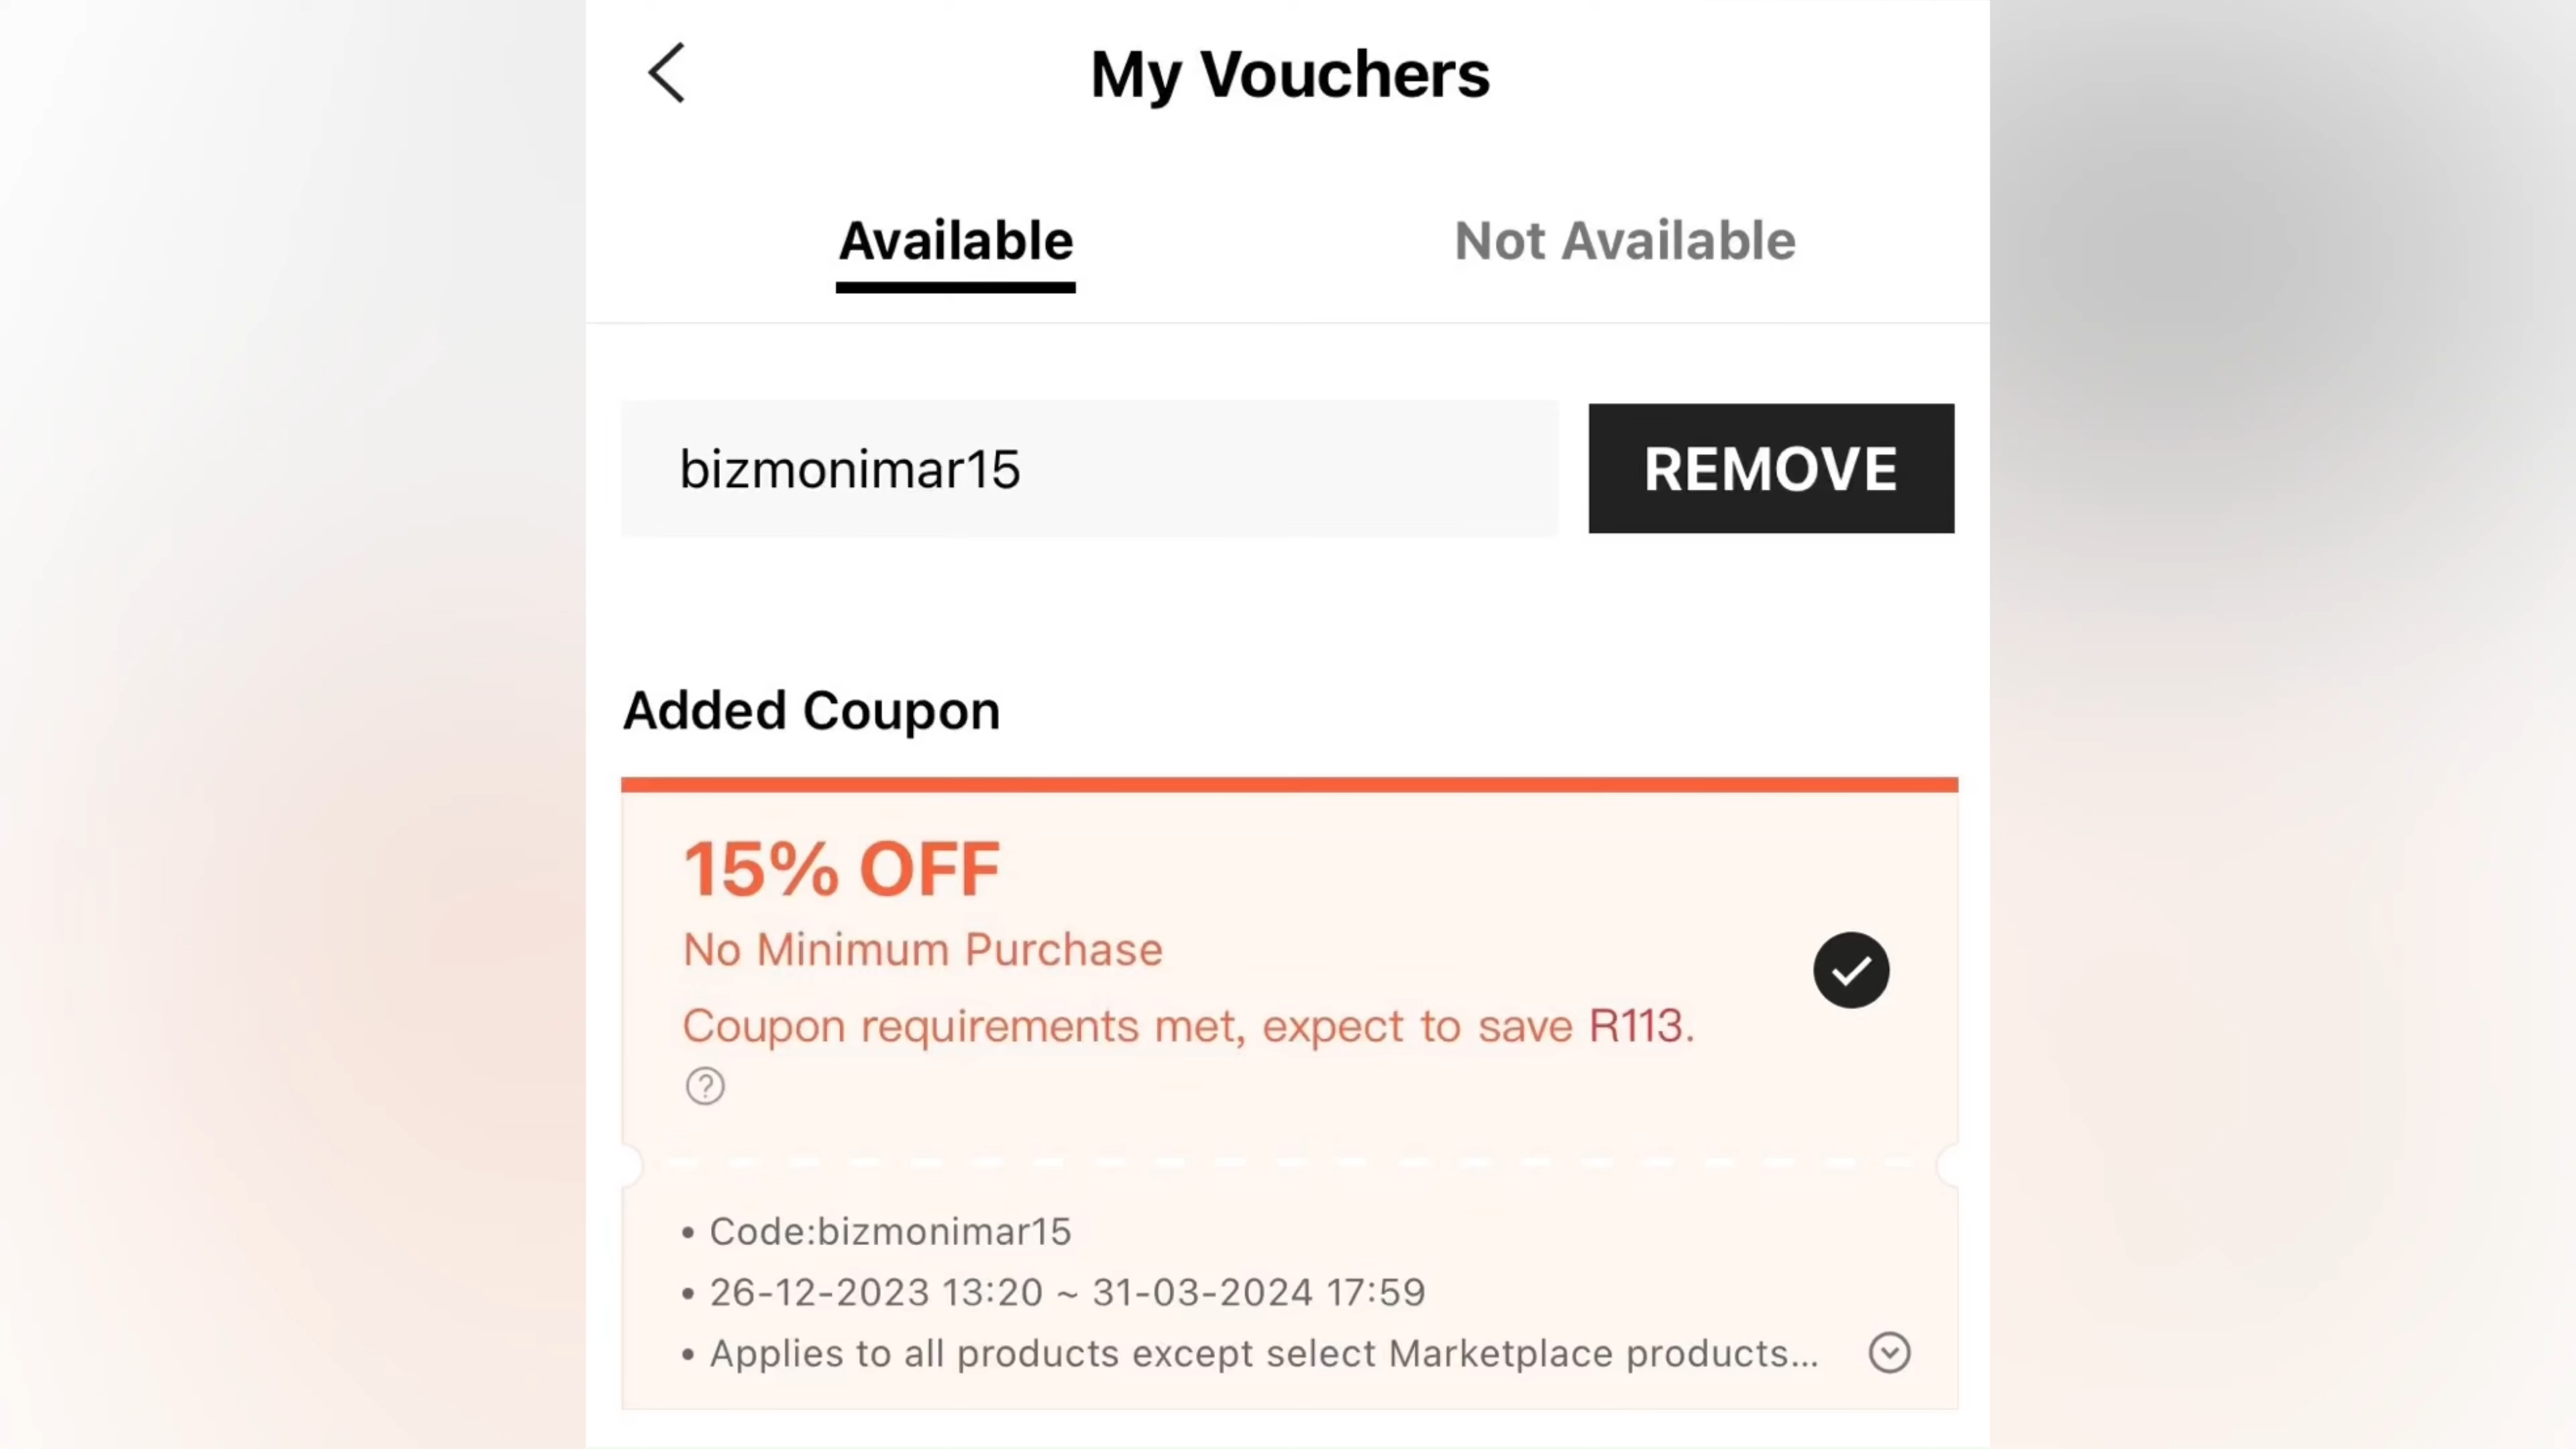 My Vouchers
Available
Not Available
bizmonimar15
REMOVE
Added Coupon
15% OFF
No Minimum Purchase
Coupon requirements met, expect to save R113.
?
• Code:bizmonimar15
• 26-12-2023 13:20 ~ 31-03-2024 17:59
• Applies to all products except select Marketplace products...